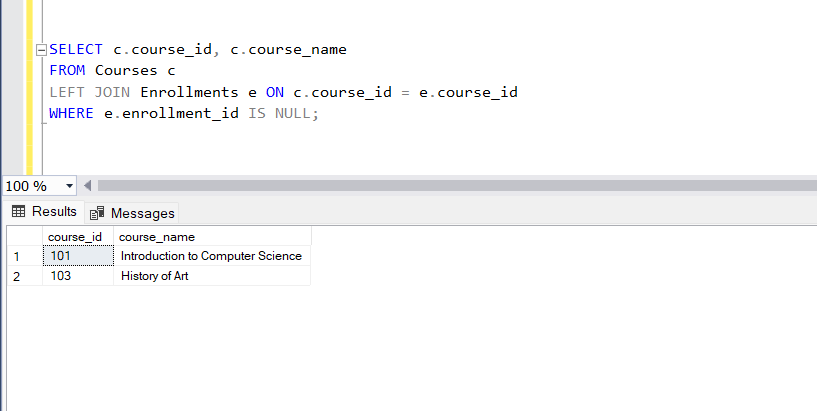 SELECT c.course_id, c.course_name
FROM Courses c
LEFT JOIN Enrollments e ON c.course_id = e.course_id
WHERE e.enrollment_id IS NULL;
100 %
Results Messages
course_id course_name
1 101 Introduction to Computer Science
2 103 History of Art